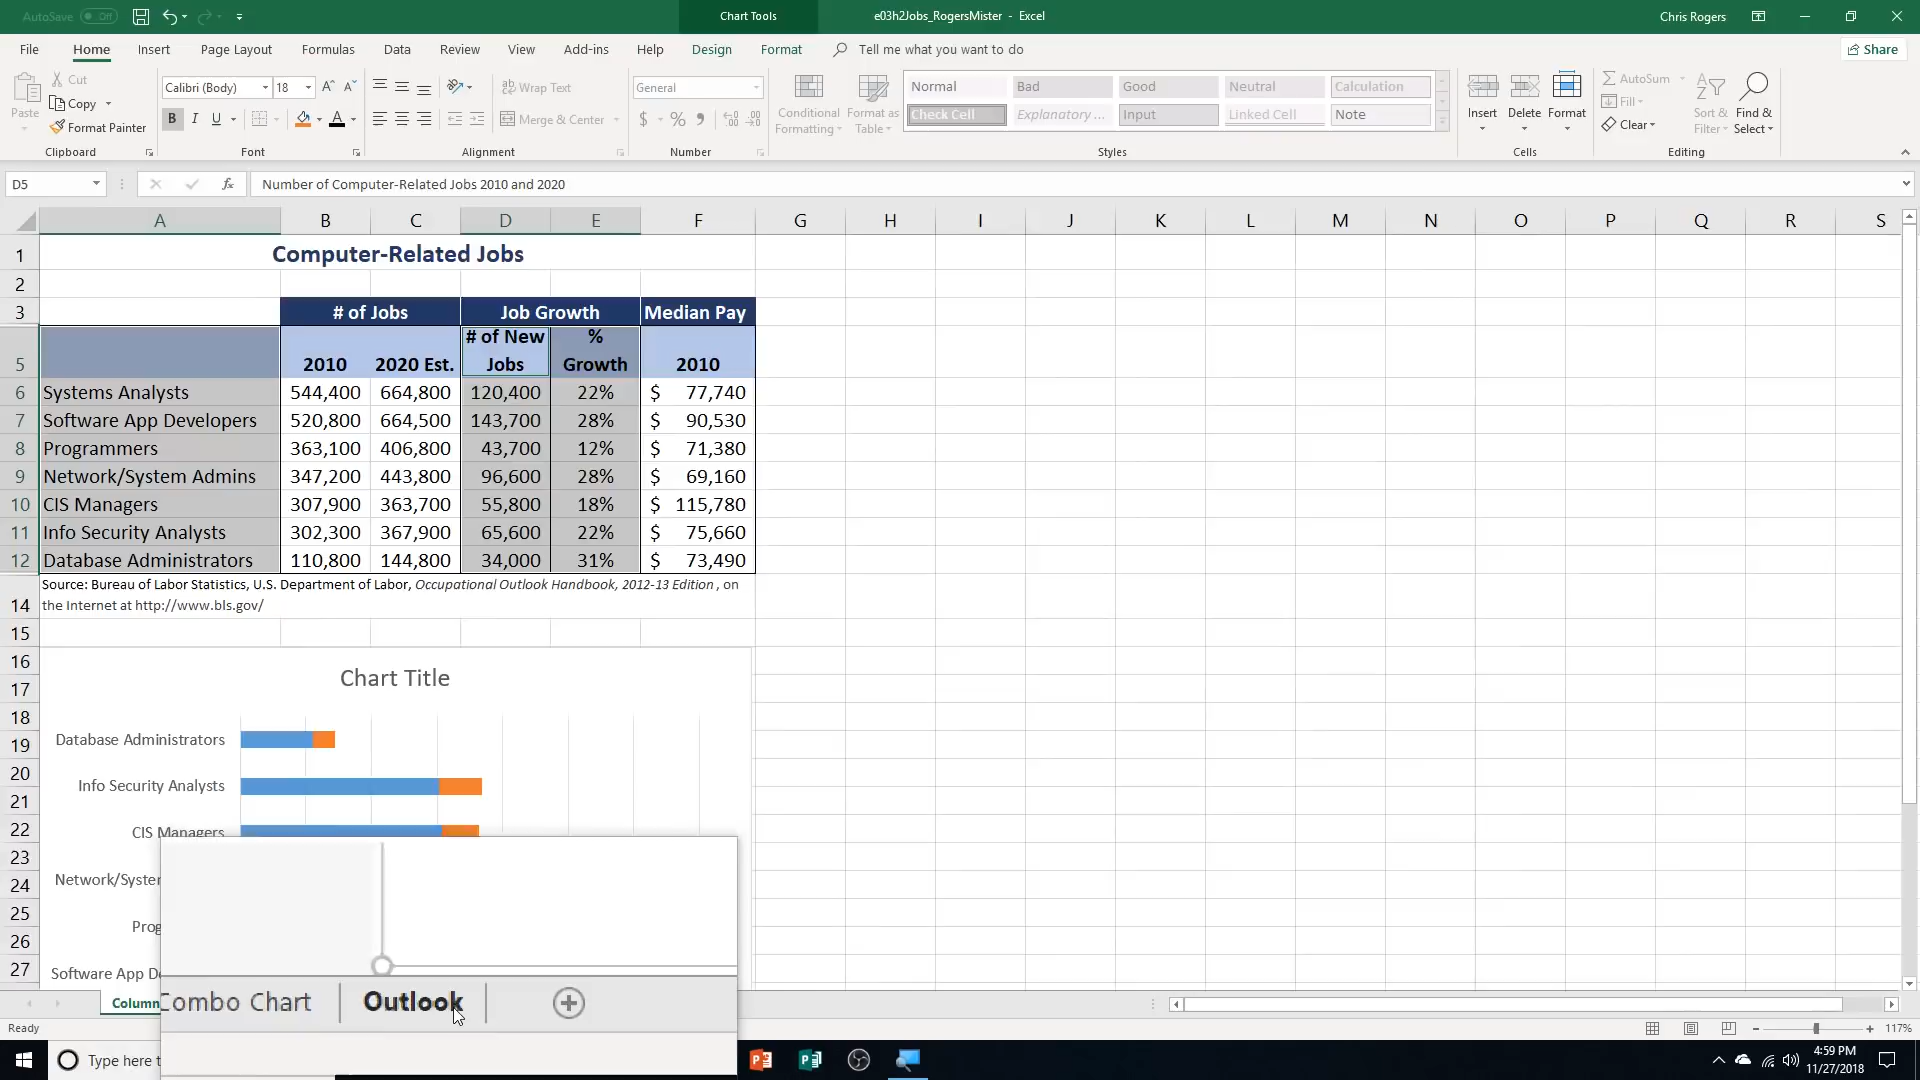 AutoSave Off
Chart Tools
e03h2Jobs_RogersMister - Excel
Chris Rogers
File Home Insert Page Layout Formulas Data Review View Add-ins Help Design Format Tell me what you want to do Share
Paste
Cut
Copy
Format Painter
Clipboard
Calibri (Body) 18
B I U
Font
Wrap Text
Merge & Center
Alignment
General
$ % ,
Number
Conditional Formatting
Format as Table
Normal Bad Good Neutral Calculation
Check Cell Explanatory ... Input Linked Cell Note
Styles
Insert Delete Format
Cells
AutoSum
Fill
Clear
Sort & Filter
Find & Select
Editing
D5 fx Number of Computer-Related Jobs 2010 and 2020
A B C D E F G H I J K L M N O P Q R S
1 Computer-Related Jobs
2
3 # of Jobs Job Growth Median Pay
5 2010 2020 Est. # of New Jobs % Growth 2010
6 Systems Analysts 544,400 664,800 120,400 22% $ 77,740
7 Software App Developers 520,800 664,500 143,700 28% $ 90,530
8 Programmers 363,100 406,800 43,700 12% $ 71,380
9 Network/System Admins 347,200 443,800 96,600 28% $ 69,160
10 CIS Managers 307,900 363,700 55,800 18% $ 115,780
11 Info Security Analysts 302,300 367,900 65,600 22% $ 75,660
12 Database Administrators 110,800 144,800 34,000 31% $ 73,490
Source: Bureau of Labor Statistics, U.S. Department of Labor, Occupational Outlook Handbook, 2012-13 Edition , on
14 the Internet at http://www.bls.gov/
15
16
17 Chart Title
18
19 Database Administrators
20
21 Info Security Analysts
22 CIS Managers
23
24 Network/Syste
25
26 Prog
27 Software App De
Column
Combo Chart Outlook
Ready
117%
Type here t
4:59 PM
11/27/2018